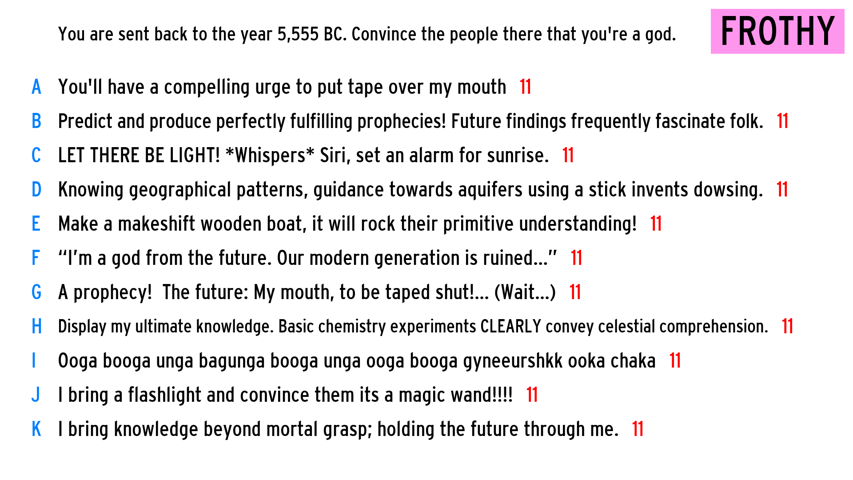 You are sent back to the year 5,555 BC. Convince the people there that you're a god.
FROTHY
A You'll have a compelling urge to put tape over my mouth 11
B Predict and produce perfectly fulfilling prophecies! Future findings frequently fascinate folk. 11
C LET THERE BE LIGHT! *Whispers* Siri, set an alarm for sunrise. 11
D Knowing geographical patterns, guidance towards aquifers using a stick invents dowsing. 11
E Make a makeshift wooden boat, it will rock their primitive understanding! 11
F “I’m a god from the future. Our modern generation is ruined...” 11
G A prophecy!  The future: My mouth, to be taped shut!... (Wait...) 11
H Display my ultimate knowledge. Basic chemistry experiments CLEARLY convey celestial comprehension. 11
I Ooga booga unga bagunga booga unga ooga booga gyneeurshkk ooka chaka 11
J I bring a flashlight and convince them its a magic wand!!!! 11
K I bring knowledge beyond mortal grasp; holding the future through me. 11